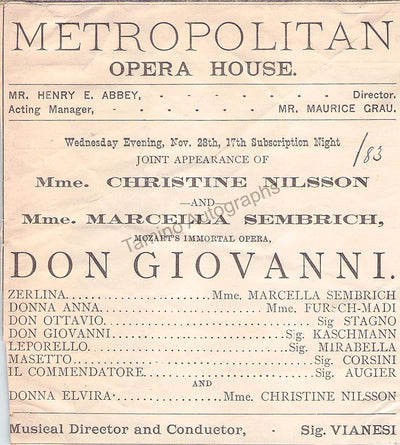 METROPOLITAN
OPERA HOUSE.
MR. HENRY E. ABBEY, - - - - - - Director.
Acting Manager, - - - - MR. MAURICE GRAU.
Wednesday Evening, Nov. 28th, 17th Subscription Night
/83
JOINT APPEARANCE OF
Mme. CHRISTINE NILSSON
—AND—
Mme. MARCELLA SEMBRICH,
Tamino Autographs
MOZART'S IMMORTAL OPERA,
DON GIOVANNI.
ZERLINA..................Mme. MARCELLA SEMBRICH
DONNA ANNA....................Mme. FURSCH-MADI
DON OTTAVIO..........................Sig STAGNO
DON GIOVANNI....................Sig. KASCHMANN
LEPORELLO.......................Sig. MIRABELLA
MASETTO...........................Sig. CORSINI
IL COMMENDATORE....................Sig. AUGIER
AND
DONNA ELVIRA.............Mme. CHRISTINE NILSSON
Musical Director and Conductor, - Sig. VIANESI